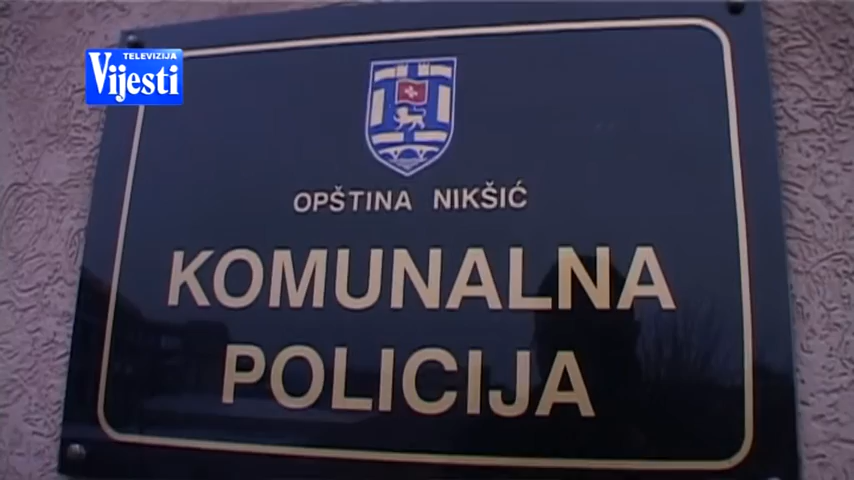 TELEVIZIJA
Vijesti
OPŠTINA NIKŠIĆ
KOMUNALNA
POLICIJA